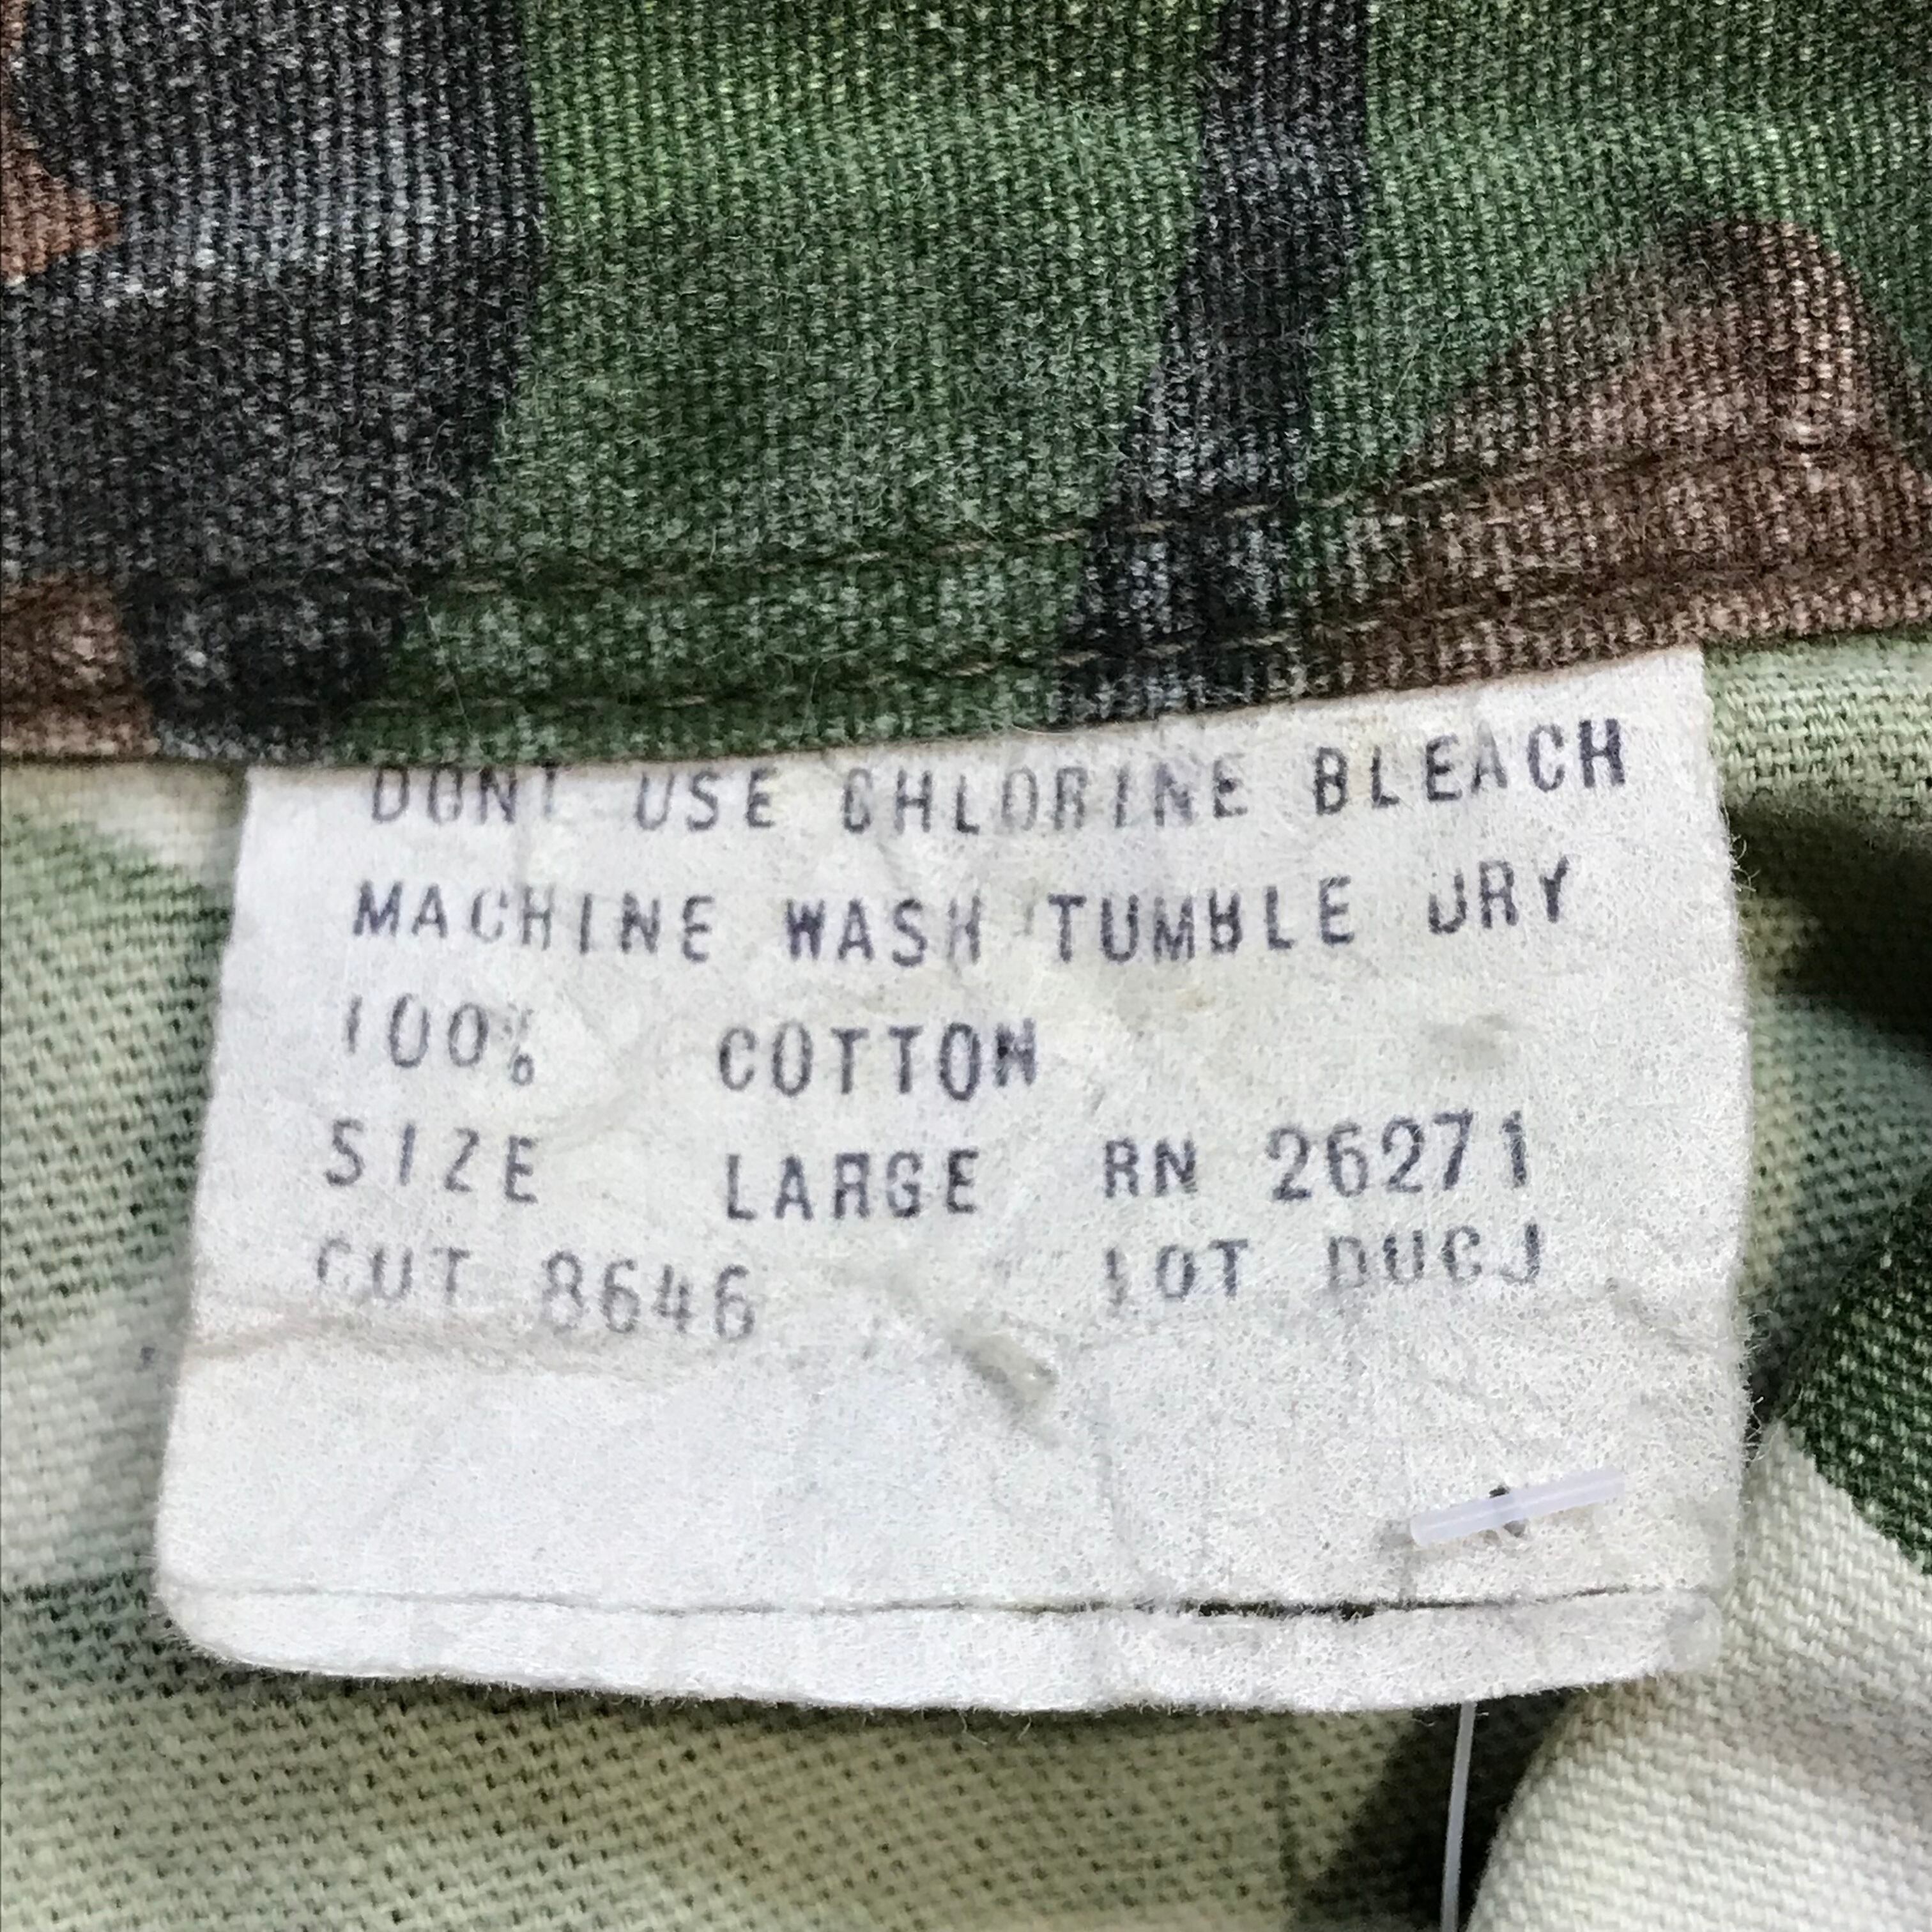 DONT USE CHLORINE BLEACH
MACHINE WASH TUMBLE DRY
100% COTTON
SIZE LARGE RN 26271
CUT 8646 LOT DUCJ